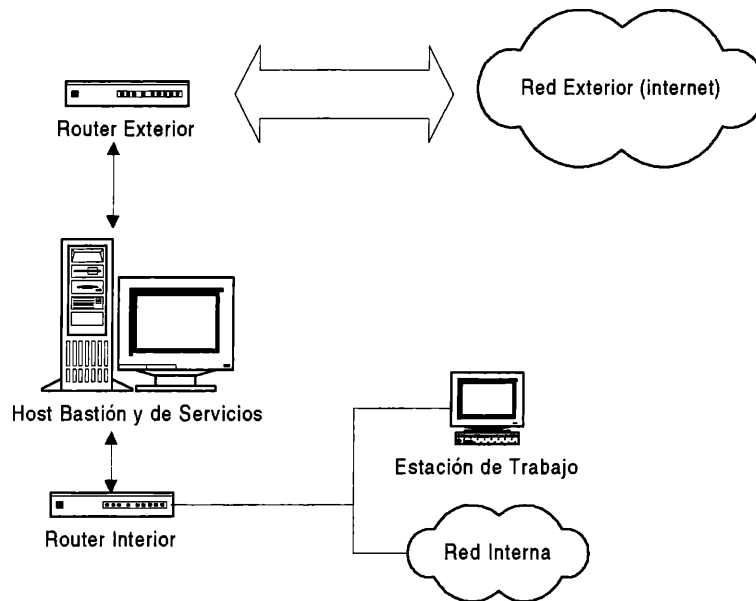 Red Exterior (internet)
Router Exterior
Host Bastión y de Servicios
Estación de Trabajo
Router Interior
Red Interna